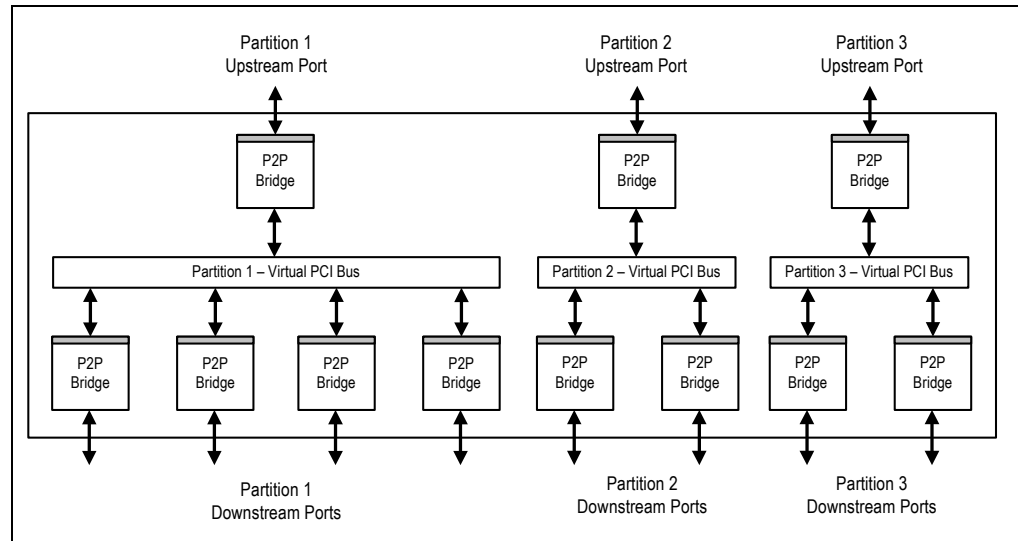 Partition 1
Upstream Port
Partition 2
Upstream Port
Partition 3
Upstream Port
P2P
Bridge
P2P
Bridge
P2P
Bridge
Partition 1 – Virtual PCI Bus
Partition 2 – Virtual PCI Bus
Partition 3 – Virtual PCI Bus
P2P
Bridge
P2P
Bridge
P2P
Bridge
P2P
Bridge
P2P
Bridge
P2P
Bridge
P2P
Bridge
P2P
Bridge
Partition 1
Downstream Ports
Partition 2
Downstream Ports
Partition 3
Downstream Ports